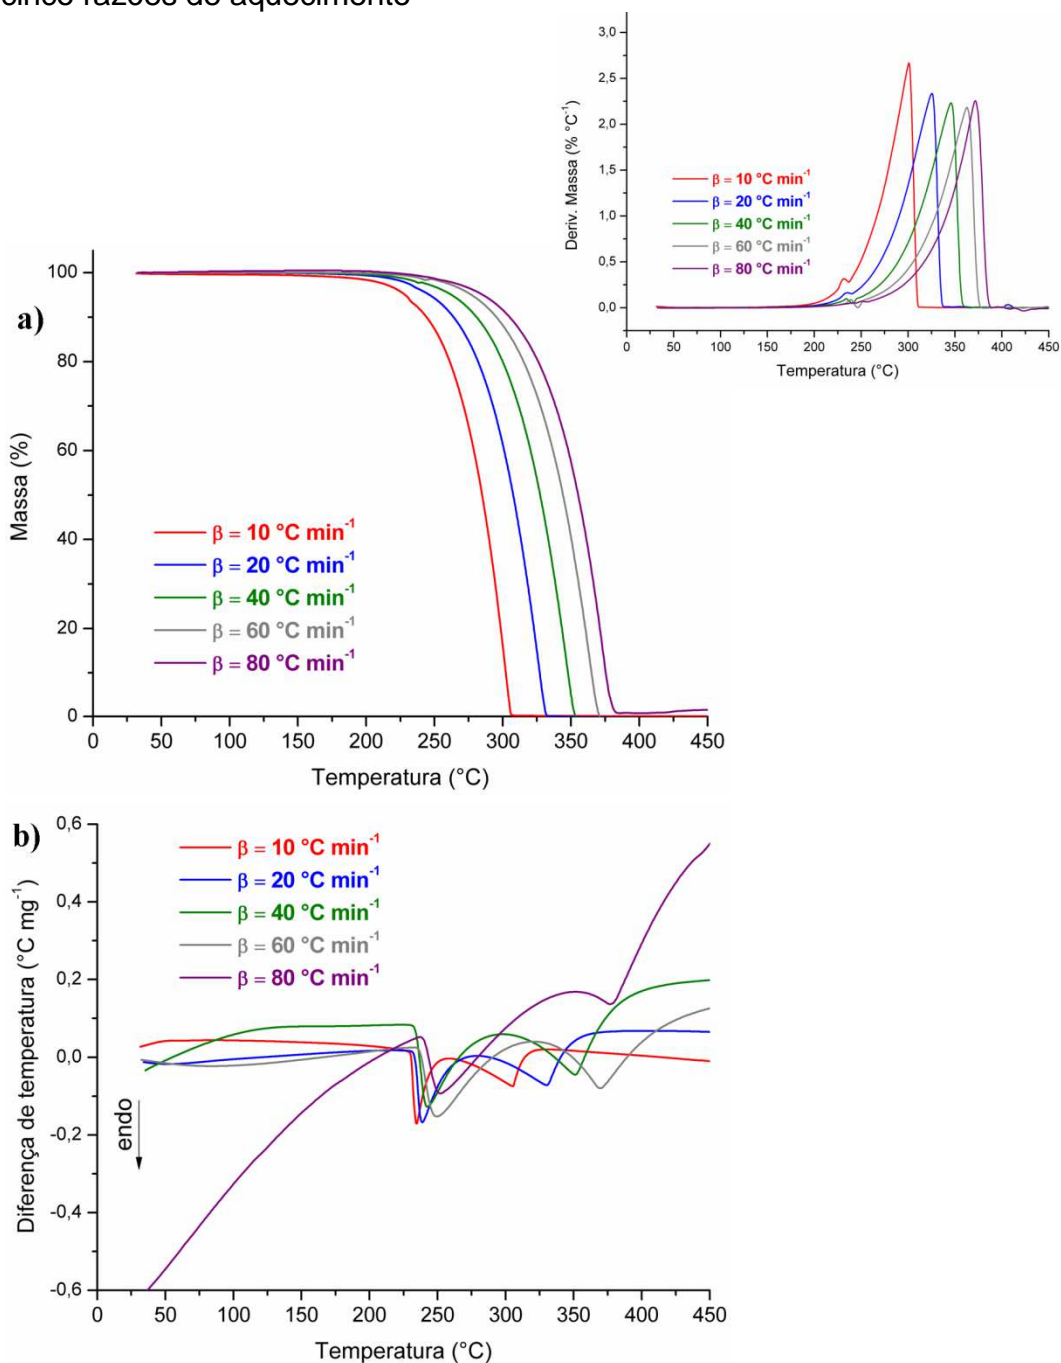 cinco razões de aquecimento
3,0
2,5
2,0
1,5
1,0
0,5
0,0
Deriv. Massa (% °C⁻¹)
β = 10 °C min⁻¹
β = 20 °C min⁻¹
β = 40 °C min⁻¹
β = 60 °C min⁻¹
β = 80 °C min⁻¹
0 50 100 150 200 250 300 350 400 450
Temperatura (°C)
a)
100
80
60
40
20
0
Massa (%)
β = 10 °C min⁻¹
β = 20 °C min⁻¹
β = 40 °C min⁻¹
β = 60 °C min⁻¹
β = 80 °C min⁻¹
0 50 100 150 200 250 300 350 400 450
Temperatura (°C)
b)
0,6
0,4
0,2
0,0
-0,2
-0,4
-0,6
Diferença de temperatura (°C mg⁻¹)
β = 10 °C min⁻¹
β = 20 °C min⁻¹
β = 40 °C min⁻¹
β = 60 °C min⁻¹
β = 80 °C min⁻¹
endo
0 50 100 150 200 250 300 350 400 450
Temperatura (°C)